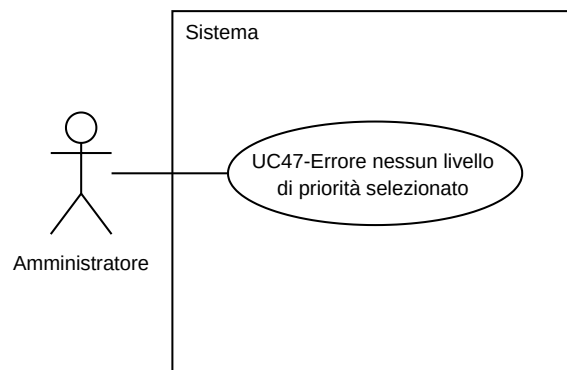 Sistema
UC47-Errore nessun livello
di priorità selezionato
Amministratore